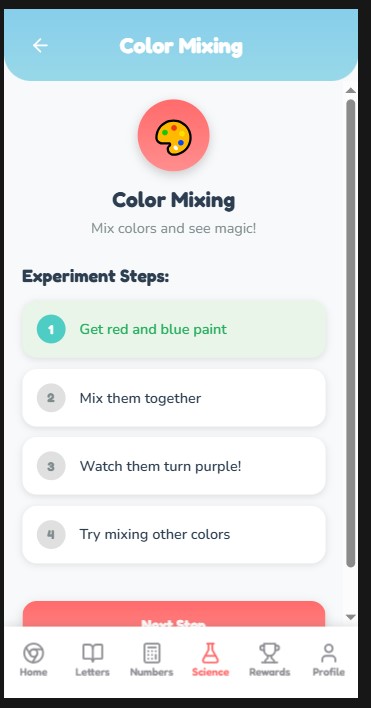 Color Mixing
Color Mixing
Mix colors and see magic!
Experiment Steps:
1 Get red and blue paint
2 Mix them together
3 Watch them turn purple!
4 Try mixing other colors
Next Step
Home Letters Numbers Science Rewards Profile